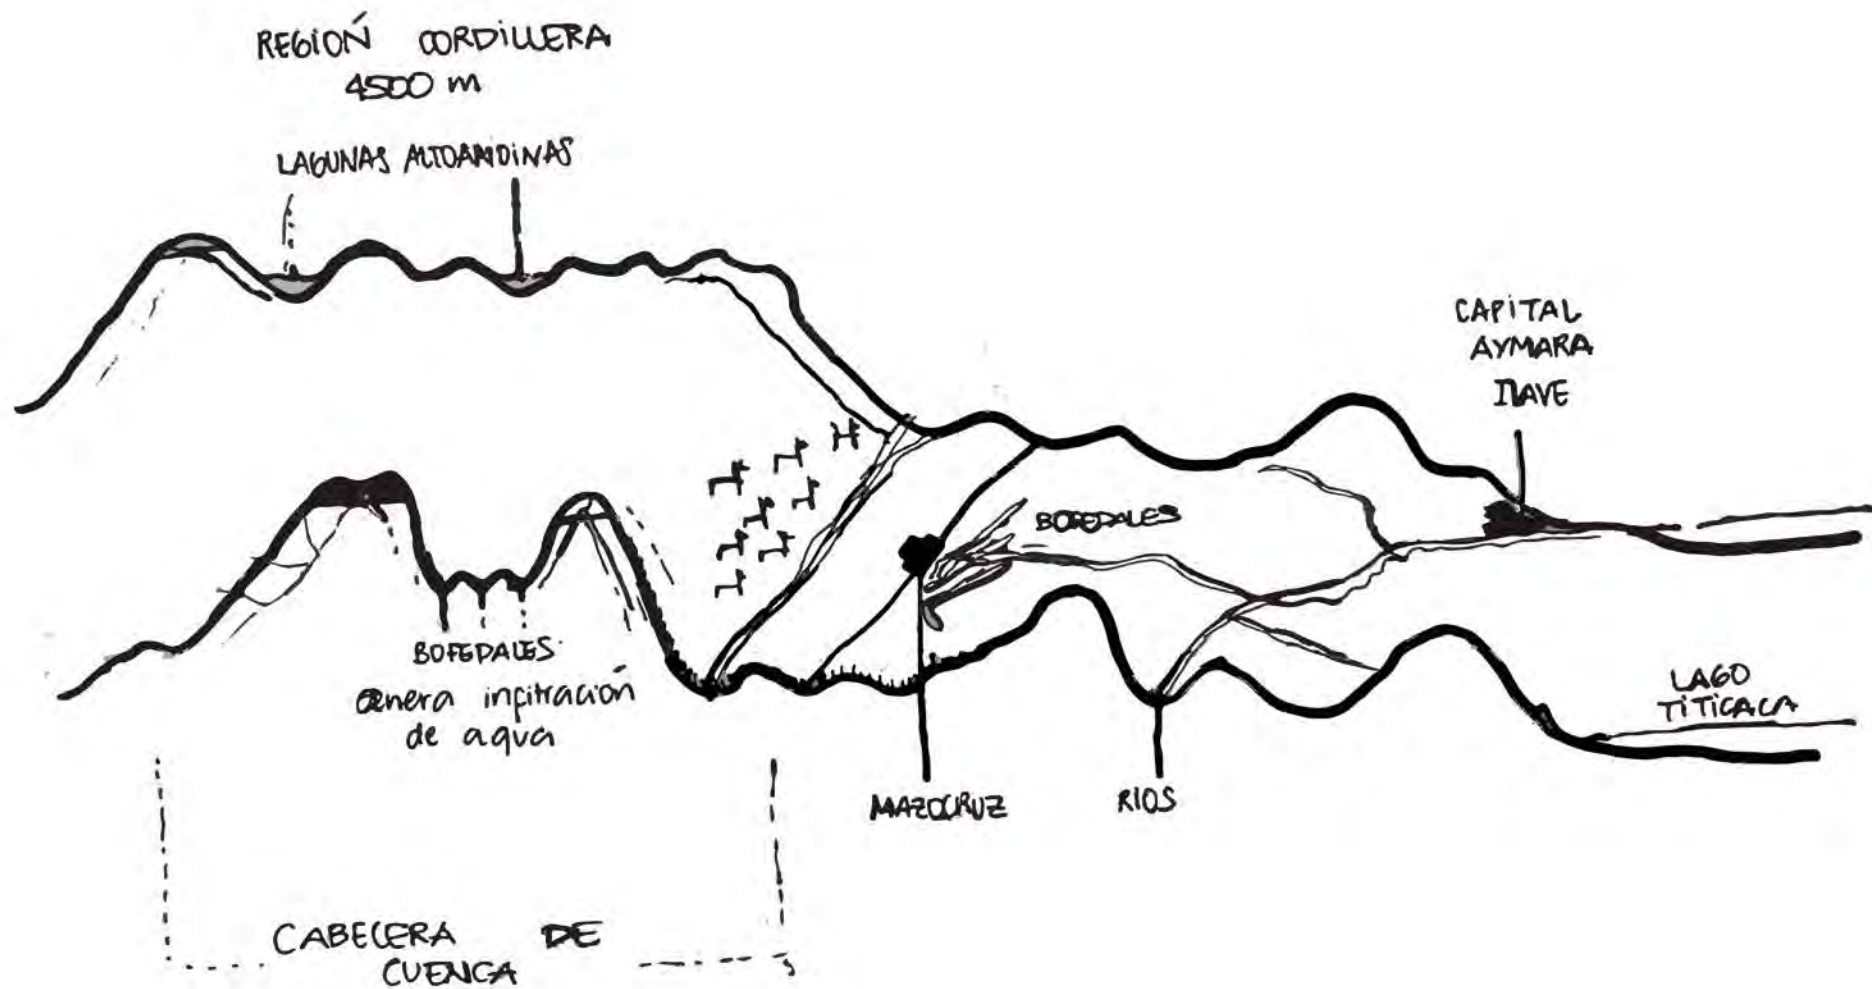 REGIÓN CORDILLERA
4500 m
LAGUNAS ALTOANDINAS
CAPITAL
AYMARA
ILAVE
BOFEDALES
BOFEDALES
Genera infitración
de agua
LAGO
TITICACA
MAZOCRUZ
RIOS
CABECERA DE
CUENCA